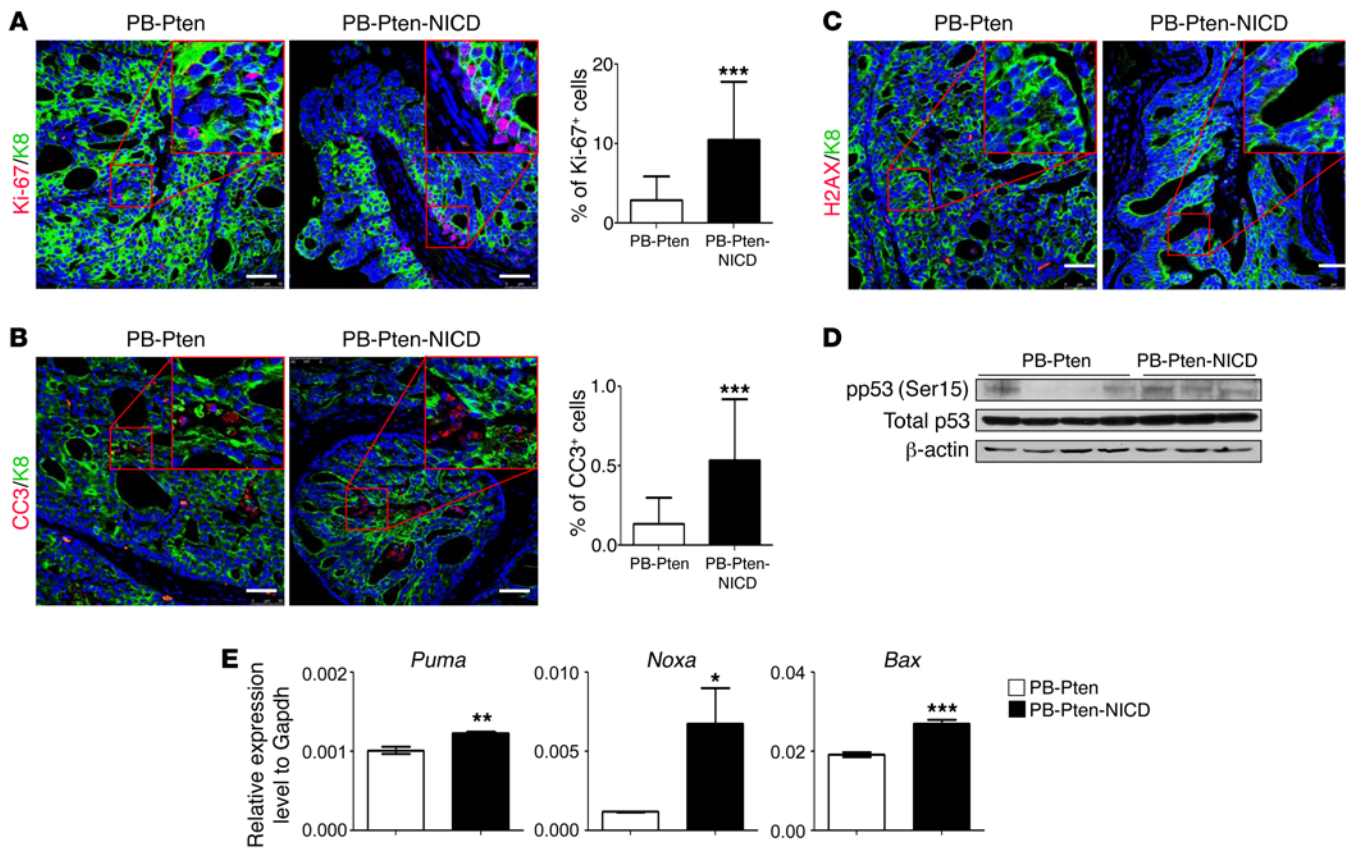 A
PB-Pten
PB-Pten-NICD
Ki-67/K8
% of Ki-67+ cells
20
10
0
***
PB-Pten
PB-Pten-
NICD
C
PB-Pten
PB-Pten-NICD
H2AX/K8
B
PB-Pten
PB-Pten-NICD
CC3/K8
% of CC3+ cells
1.0
0.5
0.0
***
PB-Pten
PB-Pten-
NICD
D
PB-Pten
PB-Pten-NICD
pp53 (Ser15)
Total p53
β-actin
E
Relative expression
level to Gapdh
Puma
0.002
0.001
0.000
**
Noxa
0.010
0.005
0.000
*
Bax
0.04
0.02
0.00
***
PB-Pten
PB-Pten-NICD